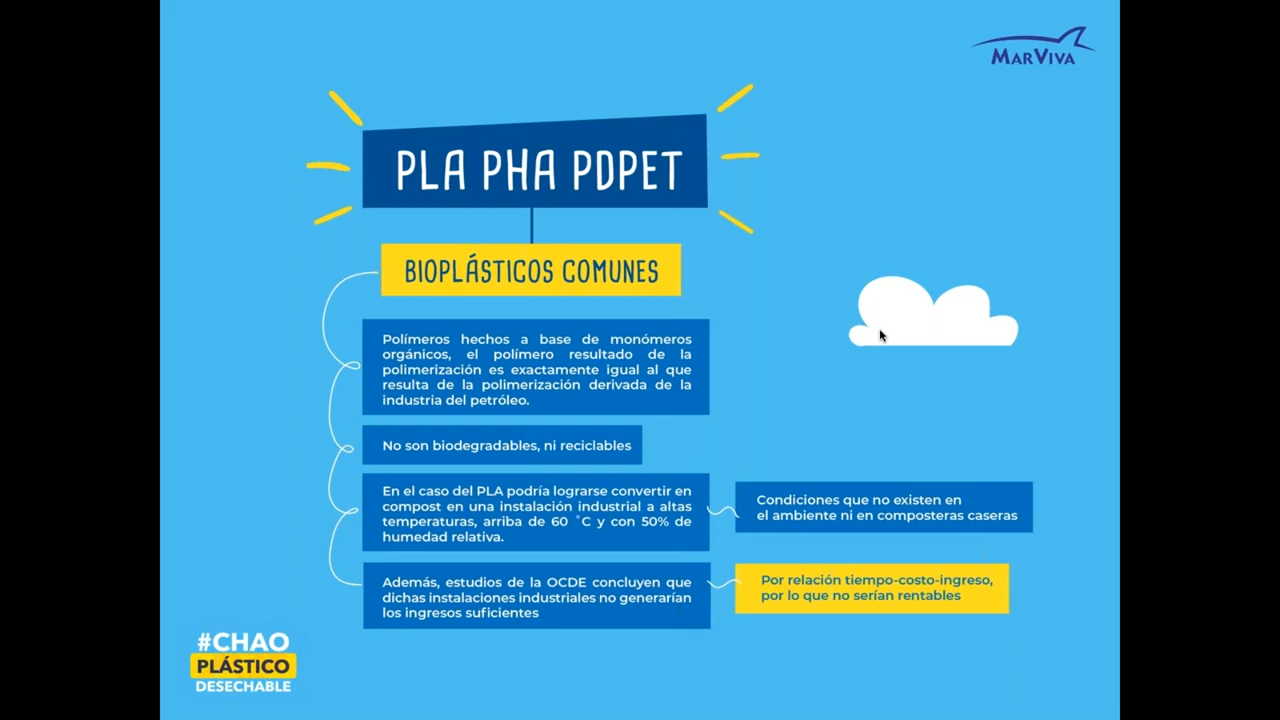 MARVIVA
PLA PHA PDPET
BIOPLÁSTICOS COMUNES
Polímeros hechos a base de monómeros
orgánicos, el polímero resultado de la
polimerización es exactamente igual al que
resulta de la polimerización derivada de la
industria del petróleo.
No son biodegradables, ni reciclables
En el caso del PLA podría lograrse convertir en
compost en una instalación industrial a altas
temperaturas, arriba de 60 ˚C y con 50% de
humedad relativa.
Condiciones que no existen en
el ambiente ni en composteras caseras
Además, estudios de la OCDE concluyen que
dichas instalaciones industriales no generarían
los ingresos suficientes
Por relación tiempo-costo-ingreso,
por lo que no serían rentables
#CHAO
PLÁSTICO
DESECHABLE